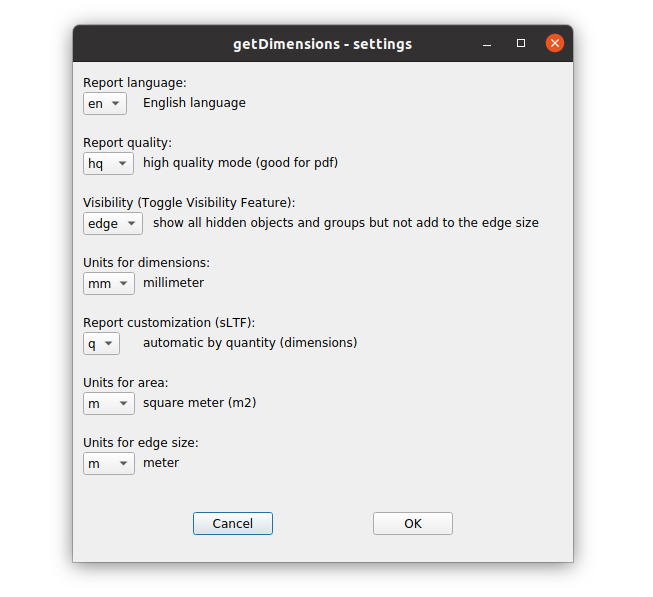 getDimensions - settings
Report language:
en English language
Report quality:
hq high quality mode (good for pdf)
Visibility (Toggle Visibility Feature):
edge show all hidden objects and groups but not add to the edge size
Units for dimensions:
mm millimeter
Report customization (sLTF):
q automatic by quantity (dimensions)
Units for area:
m square meter (m2)
Units for edge size:
m meter
Cancel OK